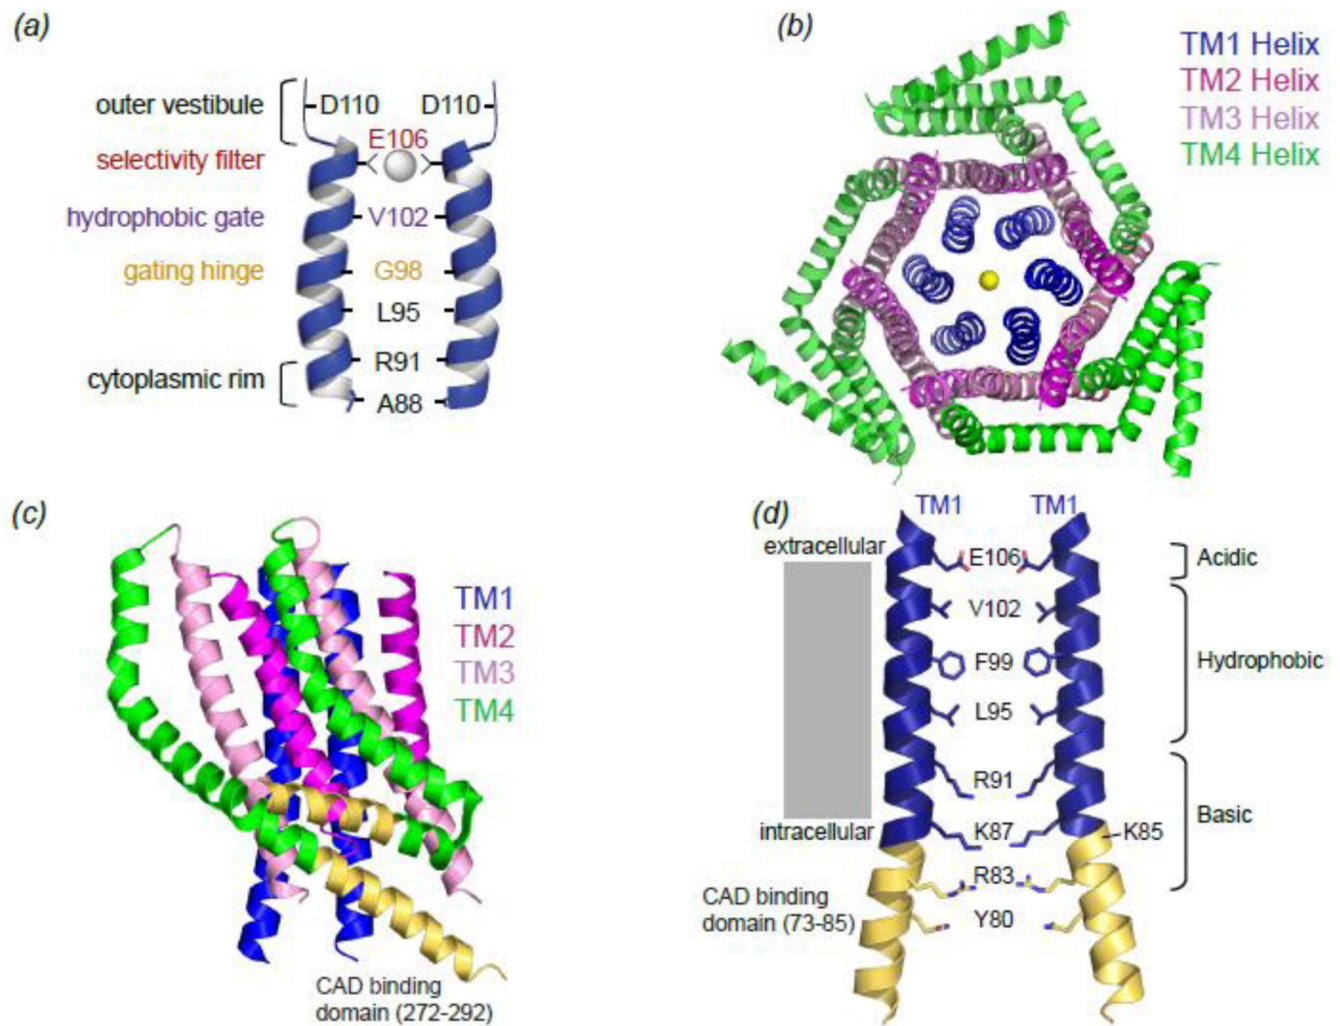 (a)
outer vestibule
D110 D110
E106
selectivity filter
hydrophobic gate
V102
gating hinge
G98
L95
R91
cytoplasmic rim
A88
(b)
TM1 Helix
TM2 Helix
TM3 Helix
TM4 Helix
(c)
TM1
TM2
TM3
TM4
CAD binding
domain (272-292)
(d)
TM1 TM1
extracellular
E106
Acidic
V102
F99
Hydrophobic
L95
R91
Basic
intracellular
K87
K85
R83
CAD binding
domain (73-85)
Y80